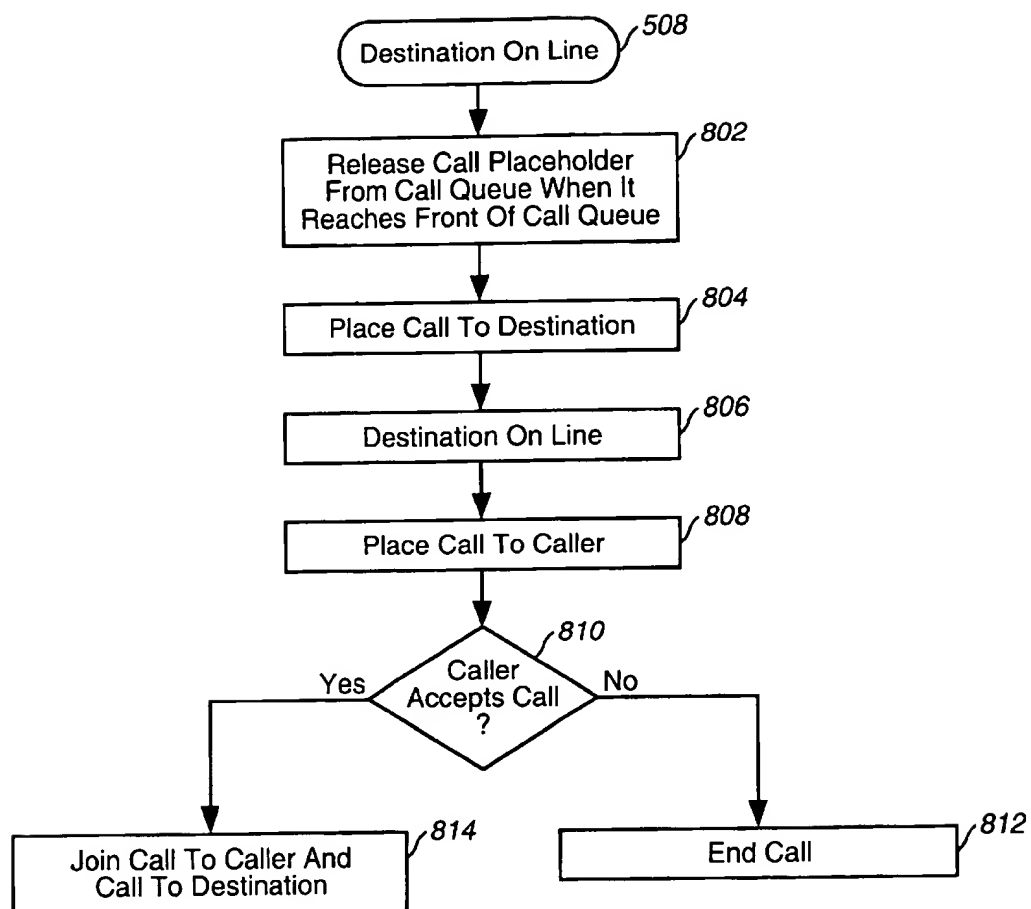 Destination On Line
508
802
Release Call Placeholder
From Call Queue When It
Reaches Front Of Call Queue
804
Place Call To Destination
806
Destination On Line
808
Place Call To Caller
810
Caller
Accepts Call
?
Yes
No
814
Join Call To Caller And
Call To Destination
812
End Call